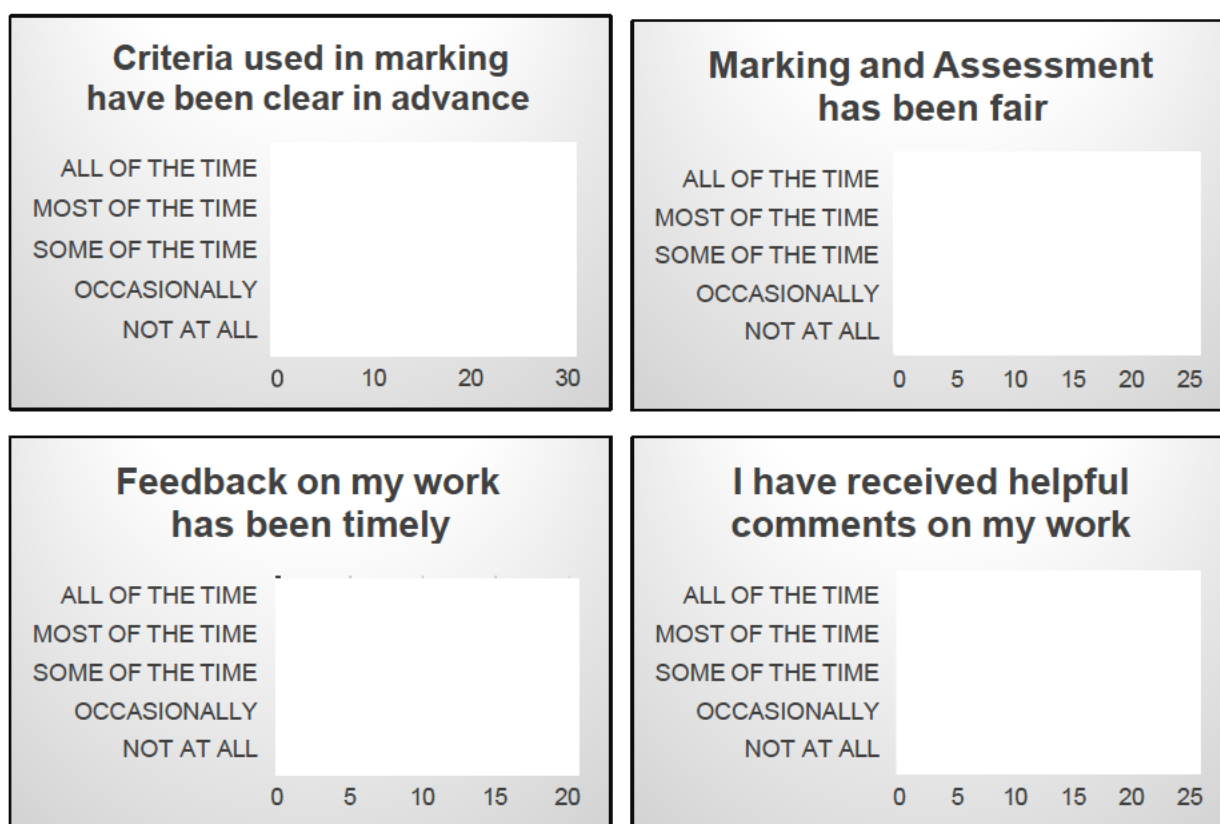 Criteria used in marking
have been clear in advance
ALL OF THE TIME
MOST OF THE TIME
SOME OF THE TIME
OCCASIONALLY
NOT AT ALL
0 10 20 30
Marking and Assessment
has been fair
ALL OF THE TIME
MOST OF THE TIME
SOME OF THE TIME
OCCASIONALLY
NOT AT ALL
0 5 10 15 20 25
Feedback on my work
has been timely
ALL OF THE TIME
MOST OF THE TIME
SOME OF THE TIME
OCCASIONALLY
NOT AT ALL
0 5 10 15 20
I have received helpful
comments on my work
ALL OF THE TIME
MOST OF THE TIME
SOME OF THE TIME
OCCASIONALLY
NOT AT ALL
0 5 10 15 20 25